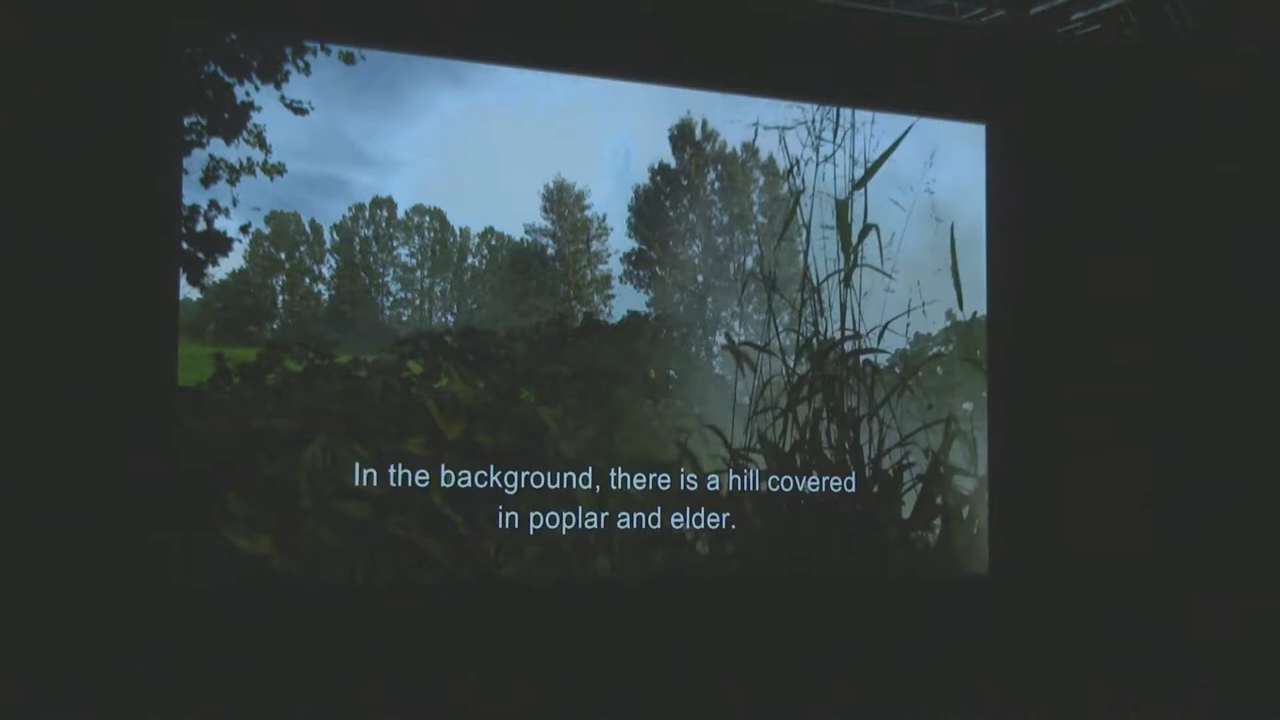 In the background, there is a hill covered
in poplar and elder.